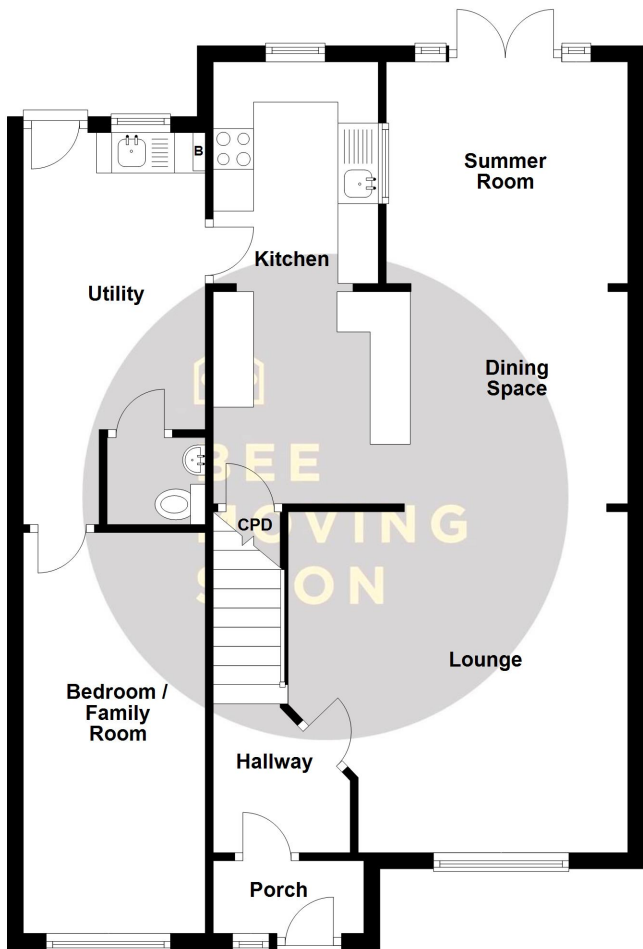 Summer
Room
B
Kitchen
Utility
Dining
Space
BEE
MOVING
SOON
CPD
Lounge
Bedroom /
Family
Room
Hallway
Porch